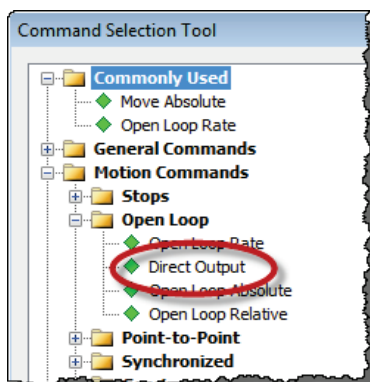 Command Selection Tool
Commonly Used
Move Absolute
Open Loop Rate
General Commands
Motion Commands
Stops
Open Loop
Open Loop Rate
Direct Output
Open Loop Absolute
Open Loop Relative
Point-to-Point
Synchronized